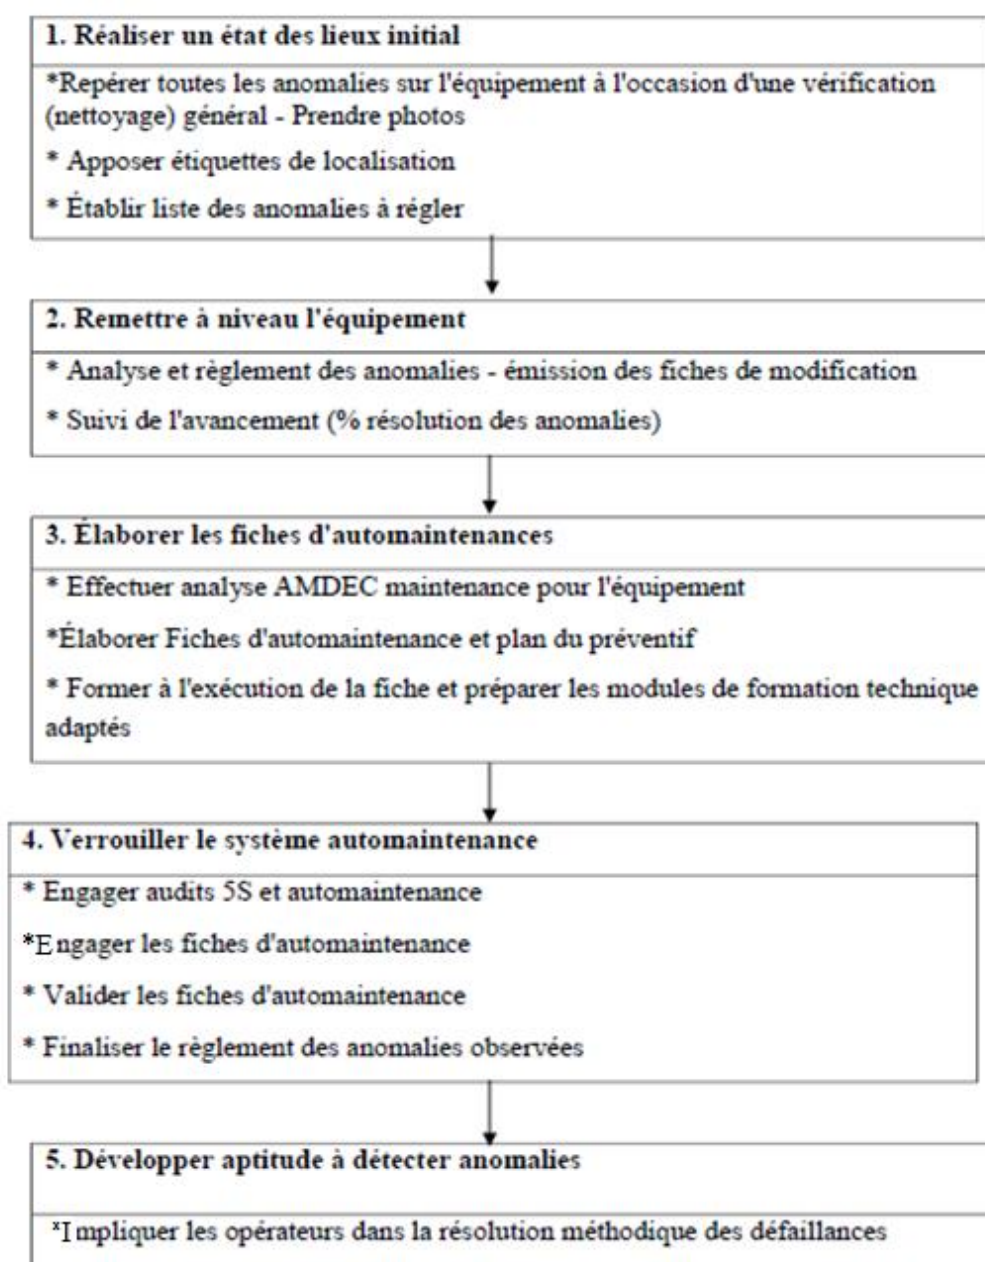 1. Réaliser un état des lieux initial
*Repérer toutes les anomalies sur l'équipement à l'occasion d'une vérification
(nettoyage) général - Prendre photos
* Apposer étiquettes de localisation
* Établir liste des anomalies à régler
2. Remettre à niveau l'équipement
* Analyse et règlement des anomalies - émission des fiches de modification
* Suivi de l'avancement (% résolution des anomalies)
3. Élaborer les fiches d'automaintenances
* Effectuer analyse AMDEC maintenance pour l'équipement
*Élaborer Fiches d'automaintenance et plan du préventif
* Former à l'exécution de la fiche et préparer les modules de formation technique
adaptés
4. Verrouiller le système automaintenance
* Engager audits 5S et automaintenance
*Engager les fiches d'automaintenance
* Valider les fiches d'automaintenance
* Finaliser le règlement des anomalies observées
5. Développer aptitude à détecter anomalies
*Impliquer les opérateurs dans la résolution méthodique des défaillances